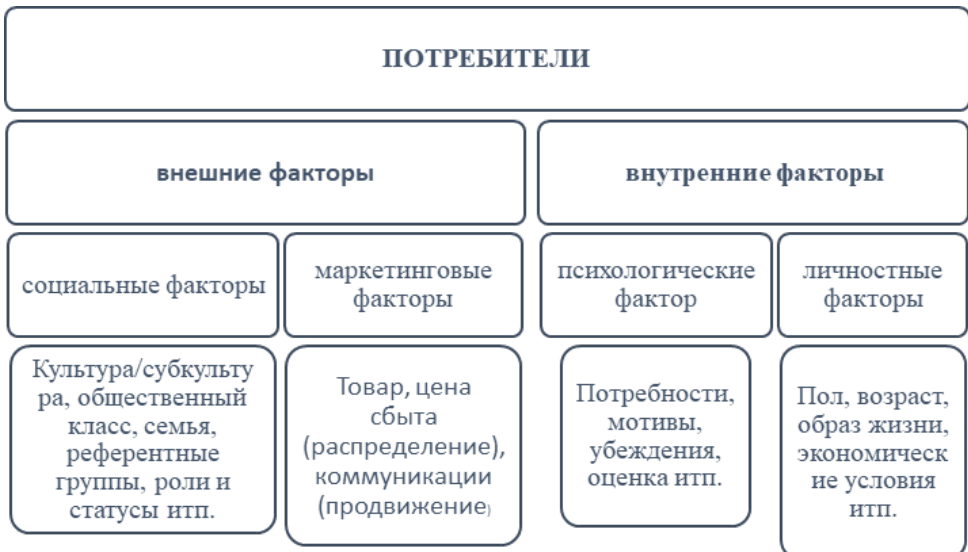 ПОТРЕБИТЕЛИ
внешние факторы
внутренние факторы
социальные факторы
маркетинговые
факторы
психологические
фактор
личностные
факторы
Культура/субкульту
ра, общественный
класс, семья,
референтные
группы, роли и
статусы итп.
Товар, цена
сбыта
(распределение),
коммуникации
(продвижение)
Потребности,
мотивы,
убеждения,
оценка итп.
Пол, возраст,
образ жизни,
экономическ
ие условия
итп.